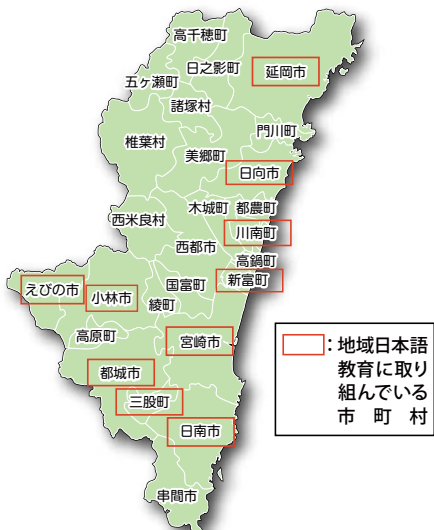 高千穂町
日之影町
延岡市
五ヶ瀬町
諸塚村
門川町
椎葉村
美郷町
日向市
木城町
都農町
西米良村
川南町
西都市
高鍋町
新富町
国富町
えびの市
小林市
綾町
高原町
宮崎市
都城市
三股町
日南市
串間市
:地域日本語
教育に取り
組んでいる
市 町 村